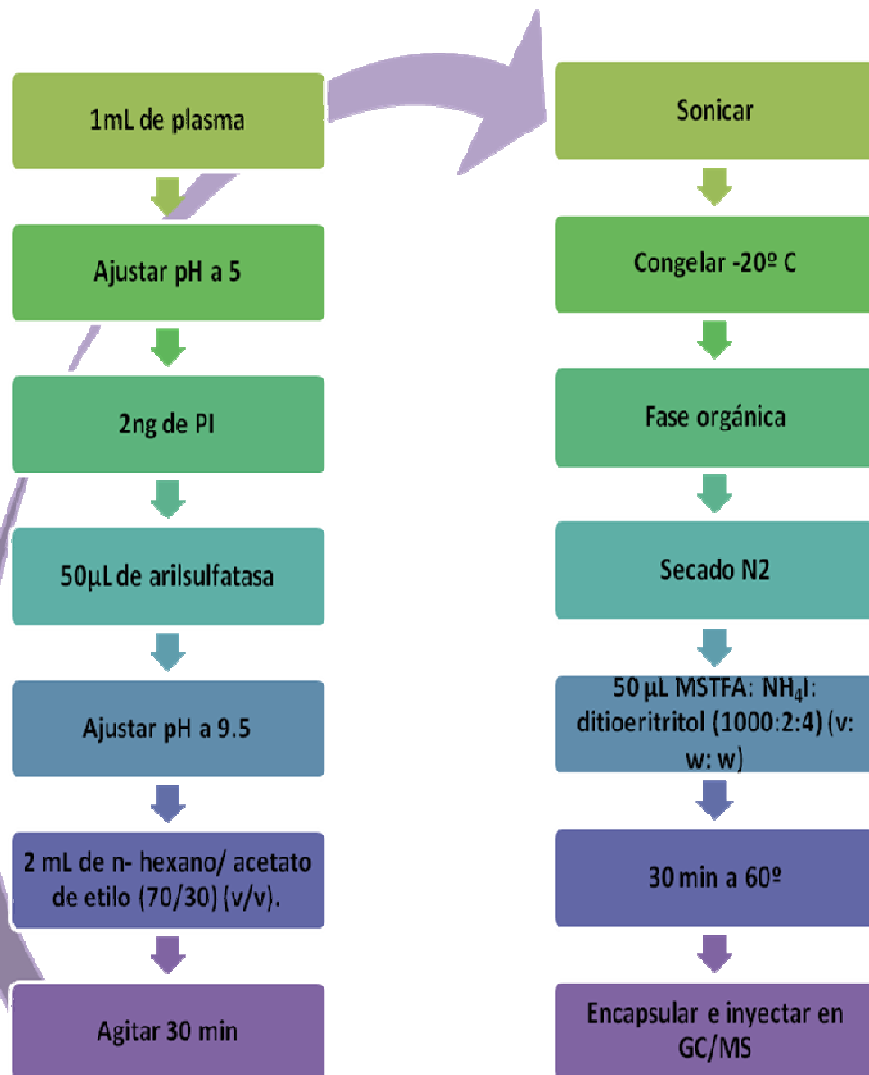 1mL de plasma
Ajustar pH a 5
2ng de PI
50µL de arilsulfatasa
Ajustar pH a 9.5
2 mL de n- hexano/ acetato
de etilo (70/30) (v/v).
Agitar 30 min
Sonicar
Congelar -20º C
Fase orgánica
Secado N2
50 µL MSTFA: NH₄I:
ditioeritritol (1000:2:4) (v:
w: w)
30 min a 60º
Encapsular e inyectar en
GC/MS